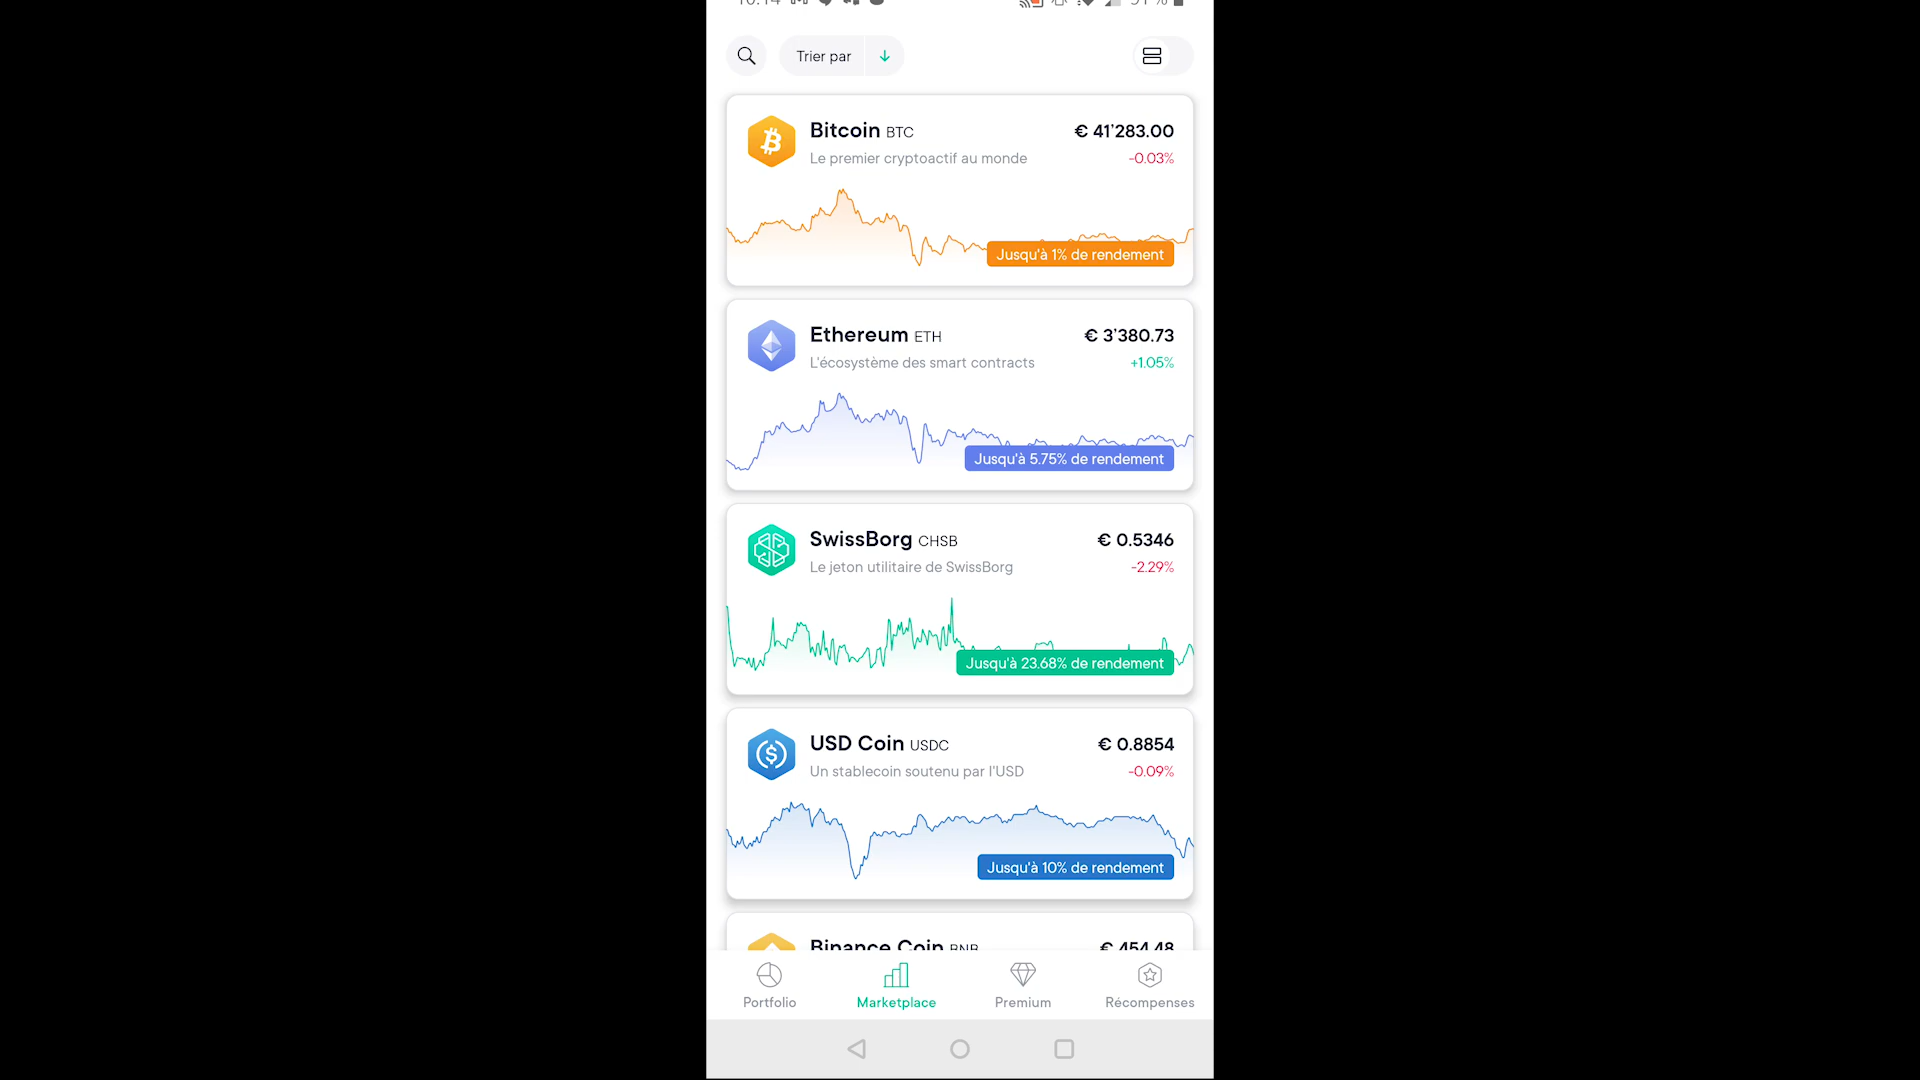 Trier par
Bitcoin BTC € 41'283.00
Le premier cryptoactif au monde -0.03%
Jusqu'à 1% de rendement
Ethereum ETH € 3'380.73
L'écosystème des smart contracts +1.05%
Jusqu'à 5.75% de rendement
SwissBorg CHSB € 0.5346
Le jeton utilitaire de SwissBorg -2.29%
Jusqu'à 23.68% de rendement
USD Coin USDC € 0.8854
Un stablecoin soutenu par l'USD -0.09%
Jusqu'à 10% de rendement
Binance Coin BNB € 454.48
Portfolio Marketplace Premium Récompenses